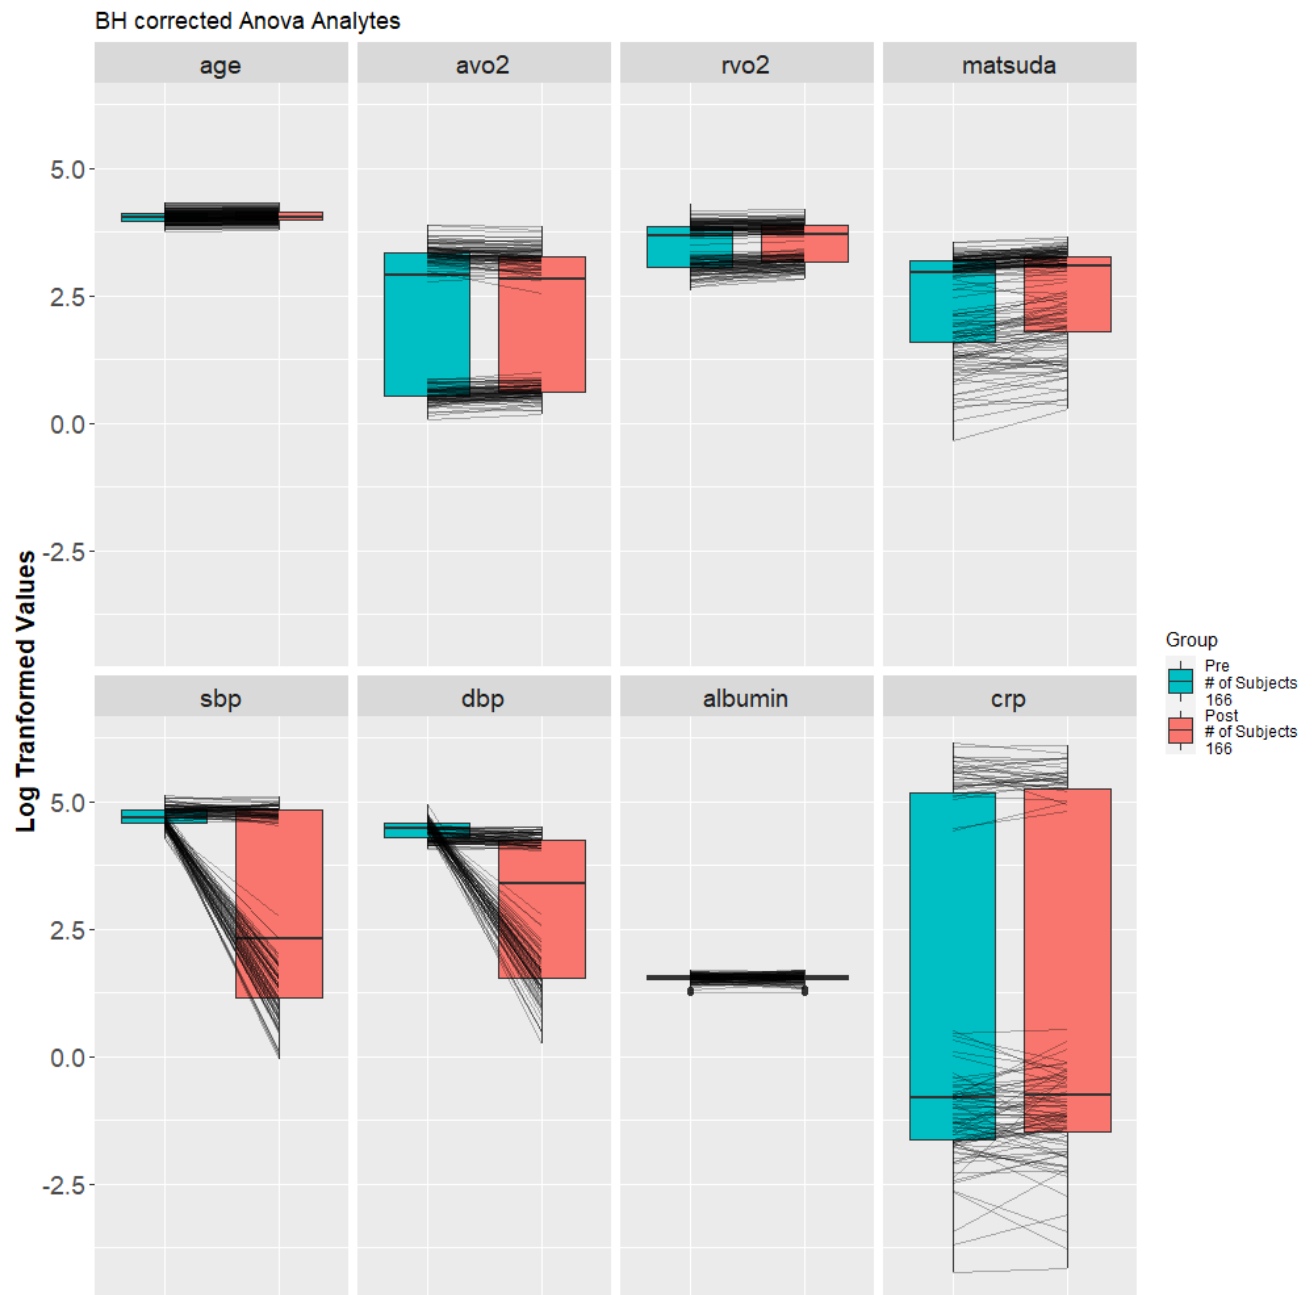 BH corrected Anova Analytes
age
avo2
rvo2
matsuda
5.0
2.5
0.0
-2.5
sbp
dbp
albumin
crp
5.0
2.5
0.0
-2.5
Log Tranformed Values
Group
Pre
# of Subjects
166
Post
# of Subjects
166